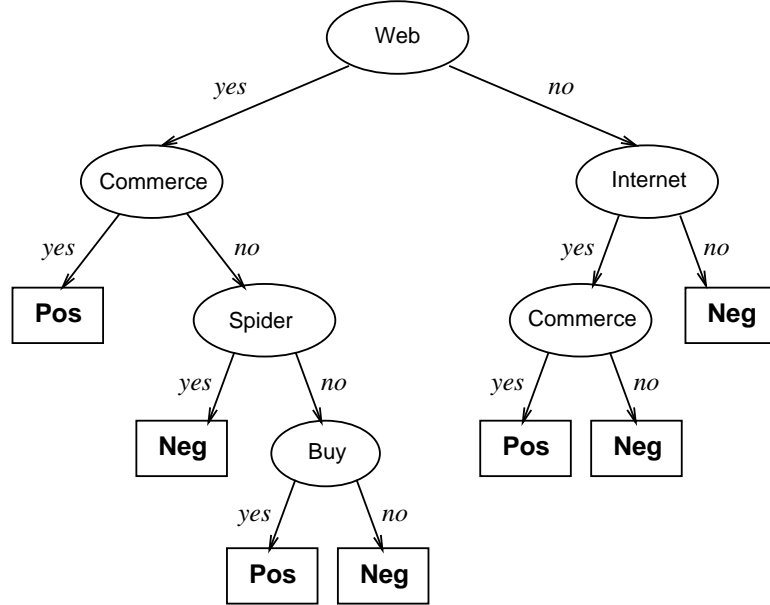 Web
yes no
Commerce Internet
yes no yes no
Pos Spider Commerce Neg
yes no yes no
Neg Buy Pos Neg
yes no
Pos Neg